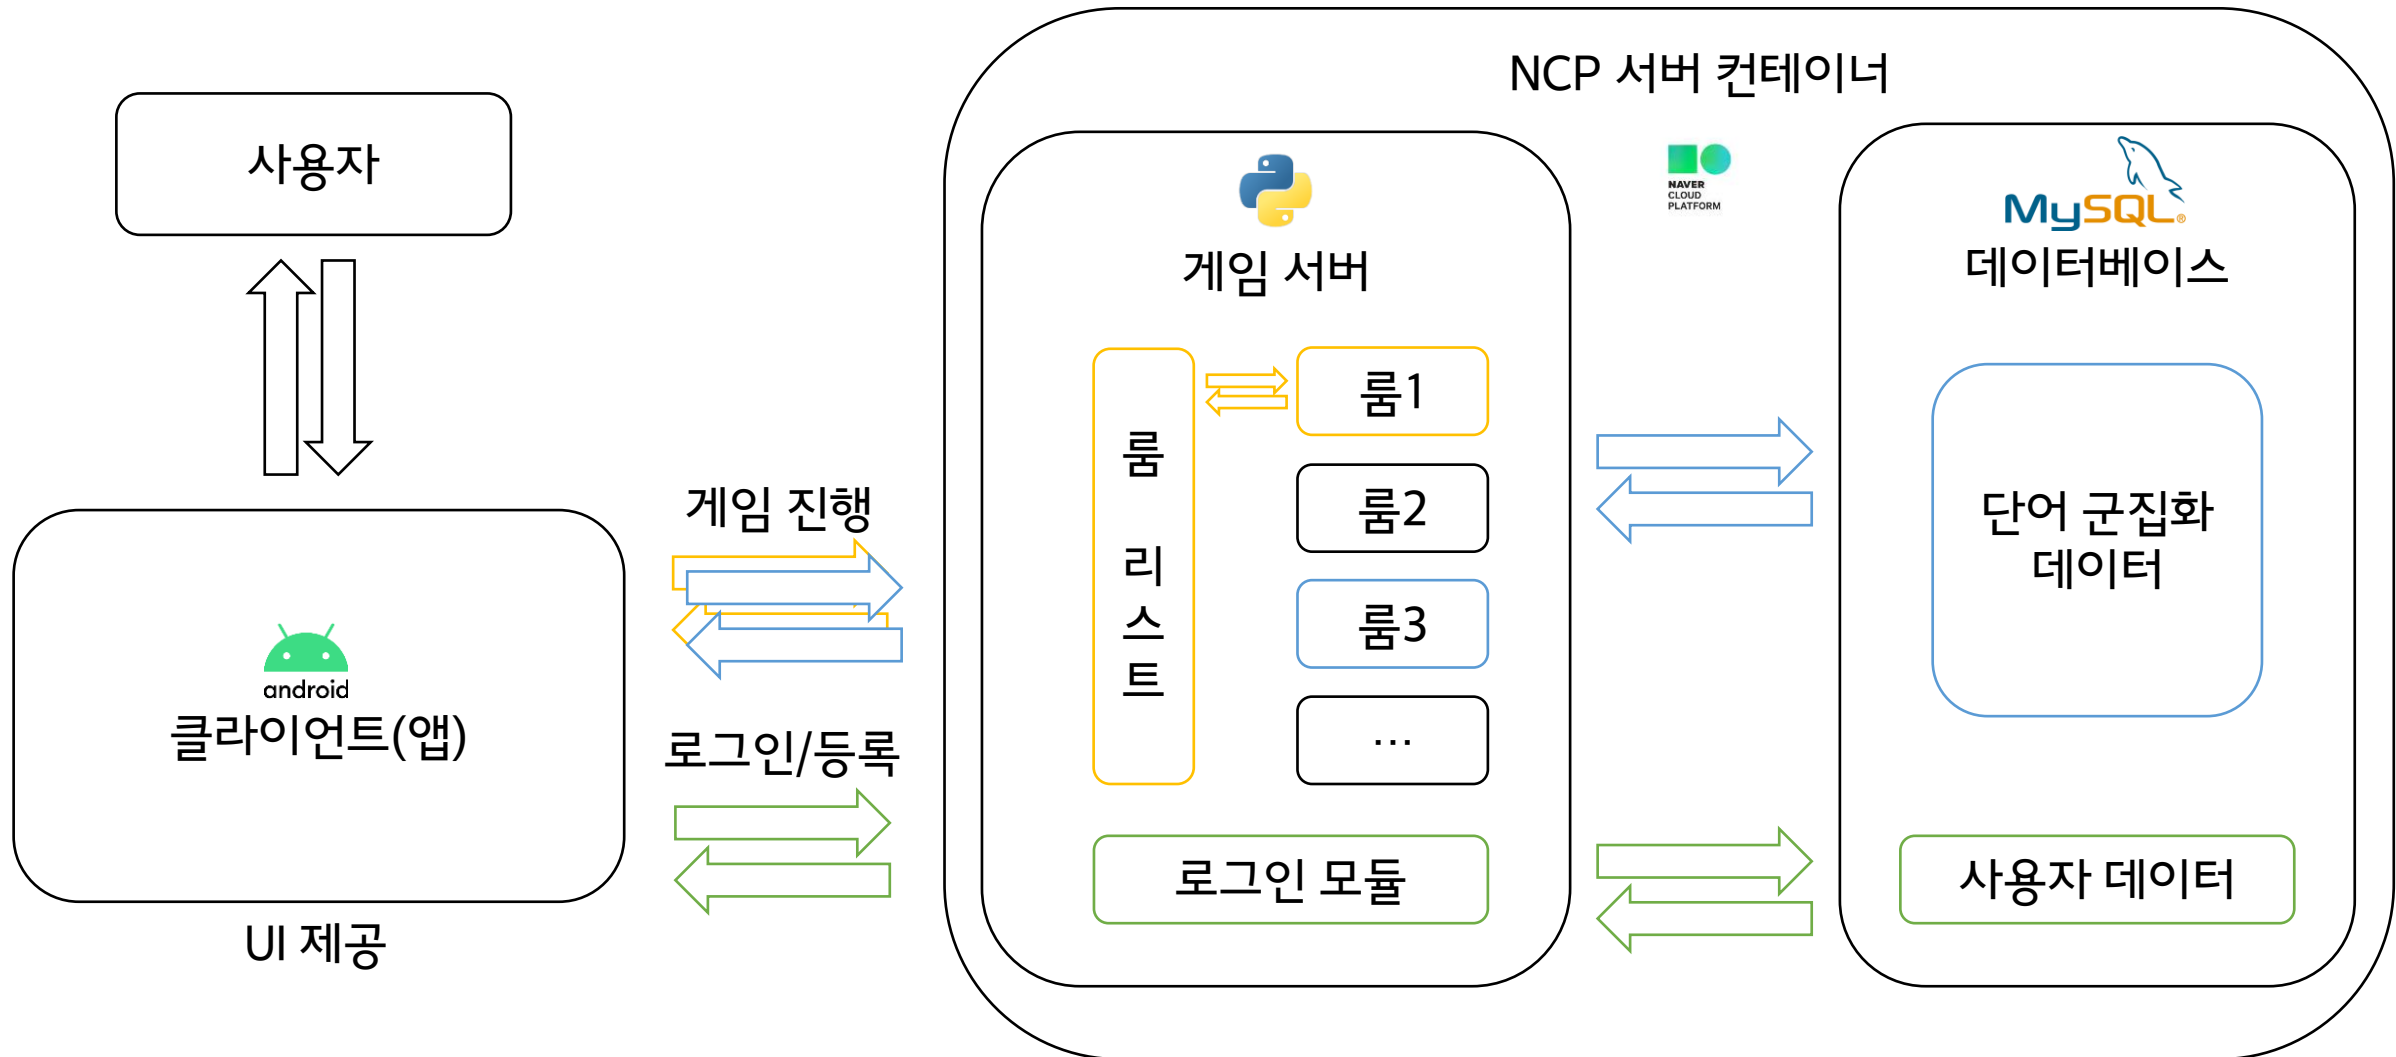 NCP 서버 컨테이너
사용자
NAVER
CLOUD
PLATFORM
MySQL®
게임 서버
데이터베이스
룸
리
스
트
룸1
룸2
룸3
...
단어 군집화
데이터
게임 진행
android
클라이언트(앱)
로그인/등록
로그인 모듈
사용자 데이터
UI 제공